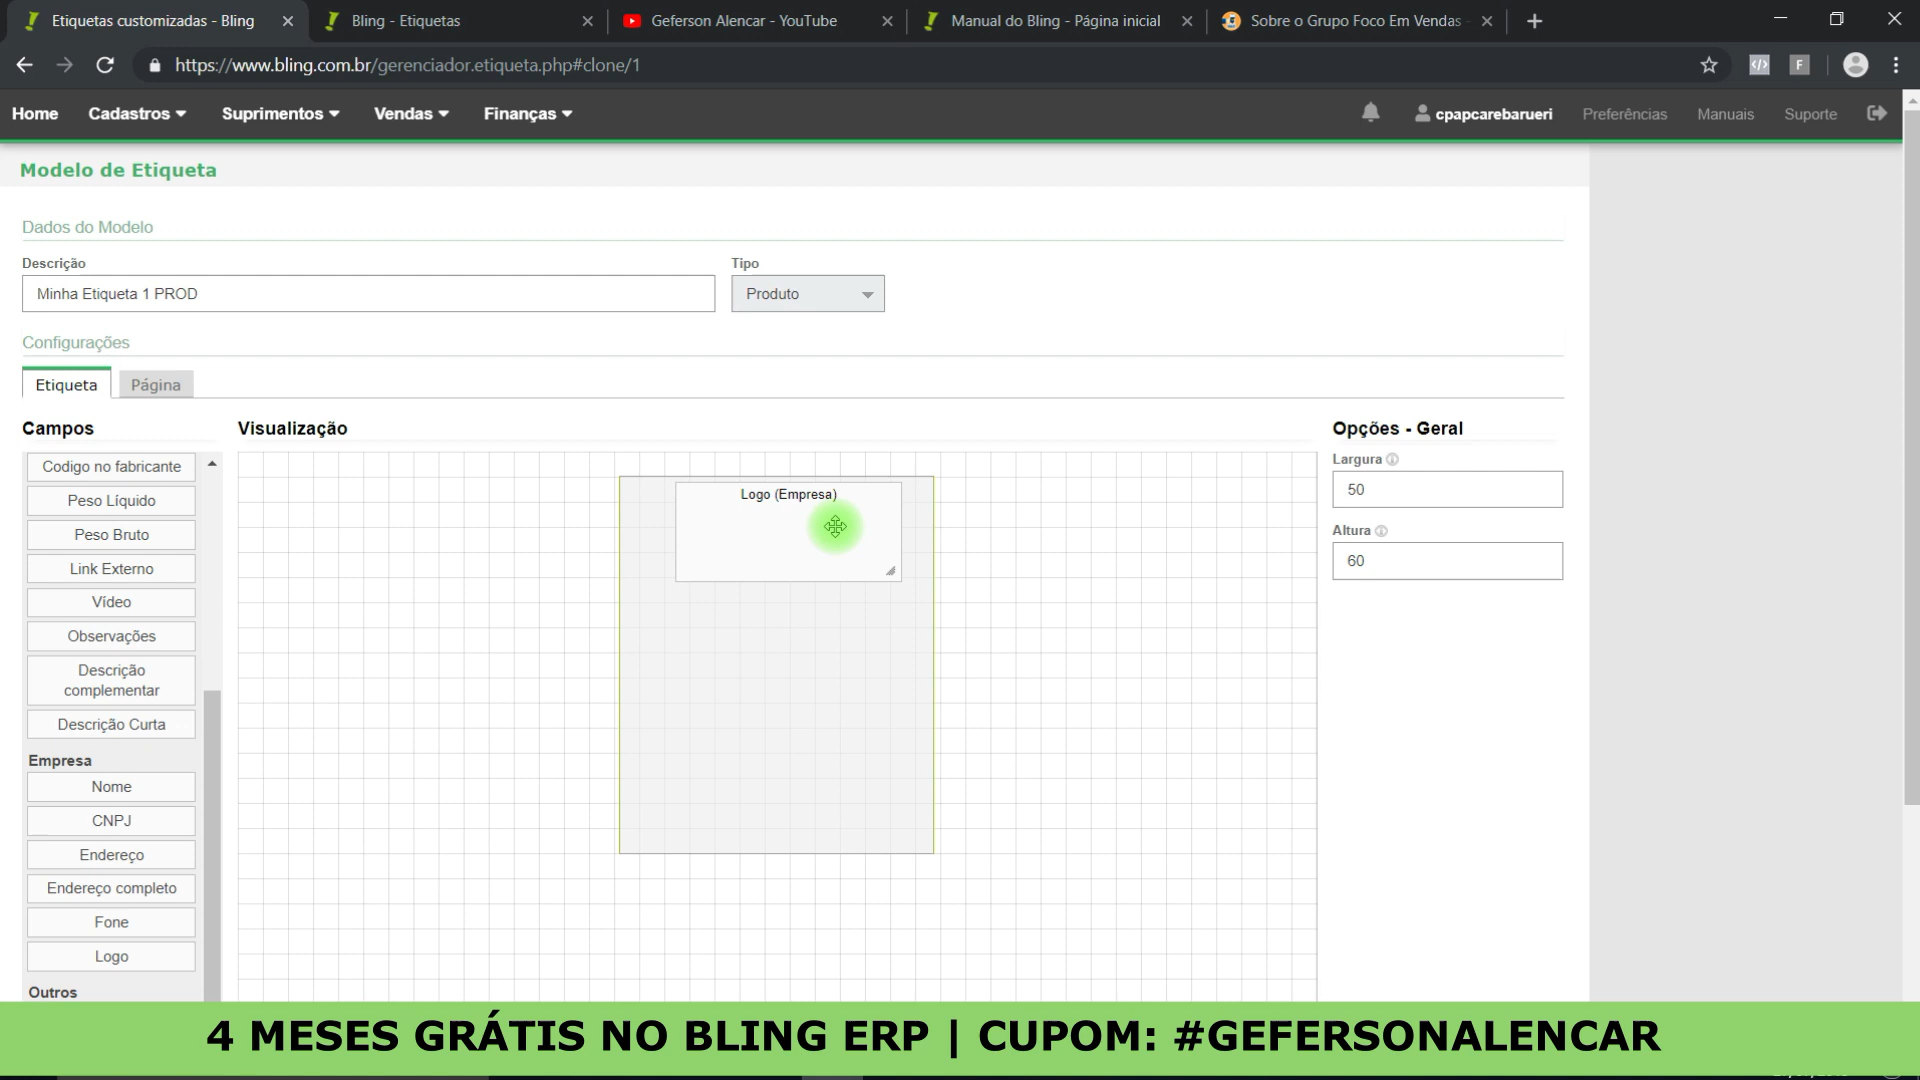 Etiquetas customizadas - Bling
Bling - Etiquetas
Geferson Alencar - YouTube
Manual do Bling - Página inicial
Sobre o Grupo Foco Em Vendas -
https://www.bling.com.br/gerenciador.etiqueta.php#clone/1
F
Home
Cadastros
Suprimentos
Vendas
Finanças
cpapcarebarueri
Preferências
Manuais
Suporte
Modelo de Etiqueta
Dados do Modelo
Descrição
Tipo
Minha Etiqueta 1 PROD
Produto
Configurações
Etiqueta
Página
Campos
Visualização
Opções - Geral
Codigo no fabricante
Peso Líquido
Peso Bruto
Link Externo
Vídeo
Observações
Descrição
complementar
Descrição Curta
Empresa
Nome
CNPJ
Endereço
Endereço completo
Fone
Logo
Outros
Logo (Empresa)
Largura
50
Altura
60
4 MESES GRÁTIS NO BLING ERP | CUPOM: #GEFERSONALENCAR